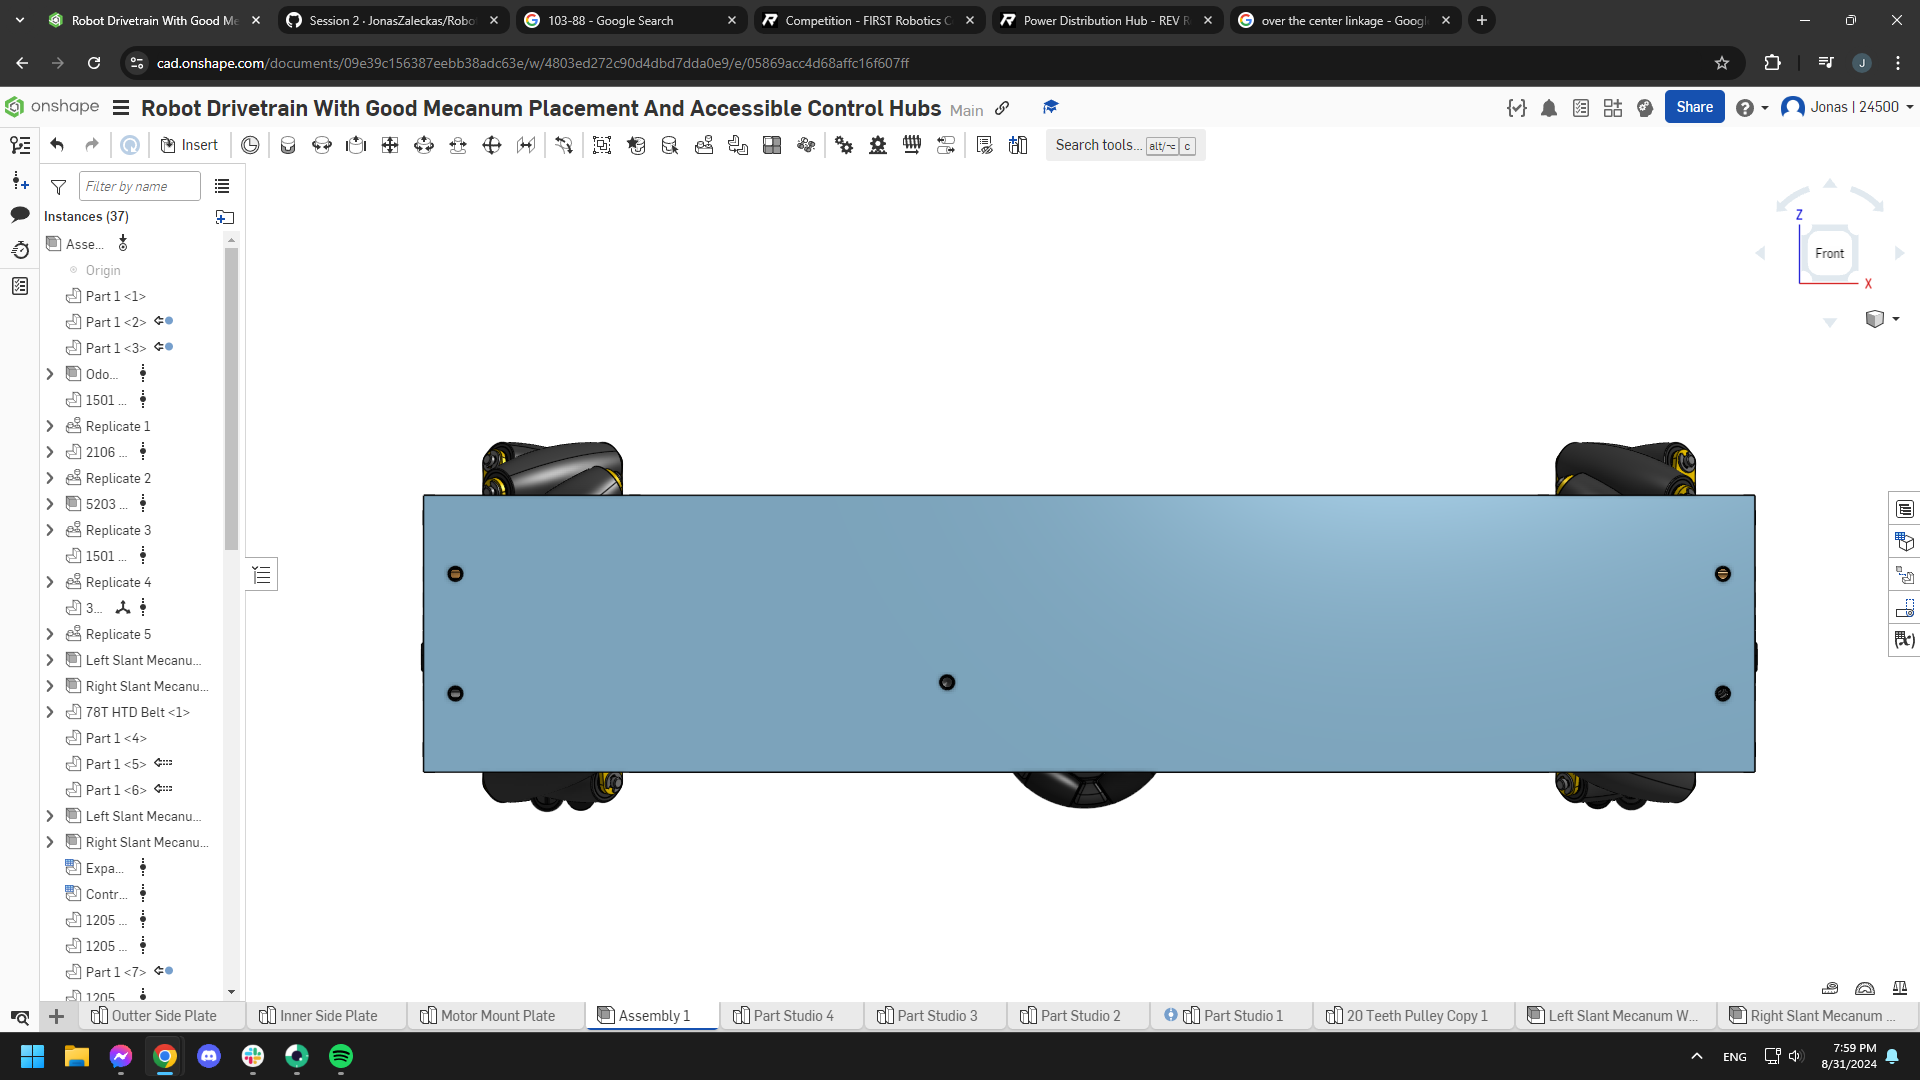 Robot Drivetrain With Good Me
Session 2 · JonasZaleckas/Robo
103-88 - Google Search
Competition - FIRST Robotics C
Power Distribution Hub - REV R
over the center linkage - Googl
cad.onshape.com/documents/09e39c156387eebb38adc63e/w/4803ed272c90d4dbd7dda0e9/e/05869acc4d68affc16f607ff
J
onshape
Robot Drivetrain With Good Mecanum Placement And Accessible Control Hubs Main
Share
Jonas | 24500
Insert
Search tools... alt/⌥ c
Filter by name
Instances (37)
Asse...
Origin
Part 1 <1>
Part 1 <2>
Part 1 <3>
Odo...
1501 ...
Replicate 1
2106 ...
Replicate 2
5203 ...
Replicate 3
1501 ...
Replicate 4
3...
Replicate 5
Left Slant Mecanu...
Right Slant Mecanu...
78T HTD Belt <1>
Part 1 <4>
Part 1 <5>
Part 1 <6>
Left Slant Mecanu...
Right Slant Mecanu...
Expa...
Contr...
1205 ...
1205 ...
Part 1 <7>
1205
Z
Front
X
Outter Side Plate
Inner Side Plate
Motor Mount Plate
Assembly 1
Part Studio 4
Part Studio 3
Part Studio 2
Part Studio 1
20 Teeth Pulley Copy 1
Left Slant Mecanum W...
Right Slant Mecanum ...
ENG
7:59 PM
8/31/2024